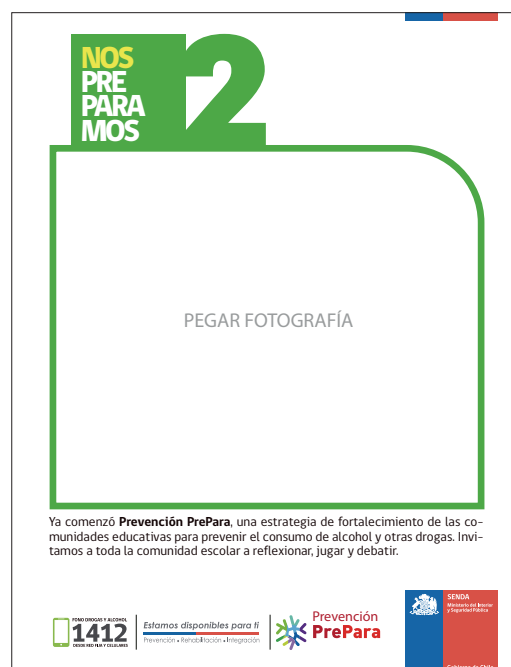 NOS
PRE
PARA
MOS
2
PEGAR FOTOGRAFÍA
Ya comenzó Prevención PrePara, una estrategia de fortalecimiento de las co-
munidades educativas para prevenir el consumo de alcohol y otras drogas. Invi-
tamos a toda la comunidad escolar a reflexionar, jugar y debatir.
FONO DROGAS Y ALCOHOL
1412
DESDE RED FIJA Y CELULARES
Estamos disponibles para ti
Prevención • Rehabilitación • Integración
Prevención
PrePara
SENDA
Ministerio del Interior
y Seguridad Pública
Gobierno de Chile